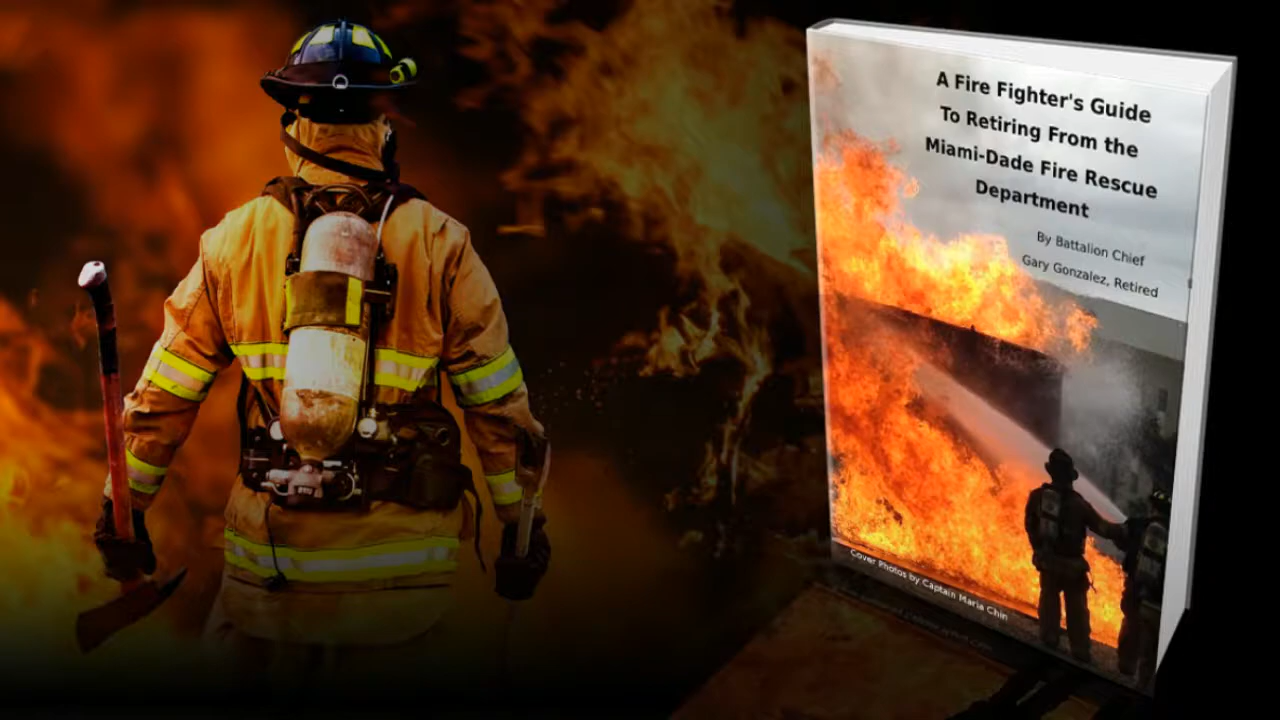 A Fire Fighter's Guide
To Retiring From the
Miami-Dade Fire Rescue
Department
By Battalion Chief
Gary Gonzalez, Retired
Cover Photos by Captain Maria Chin